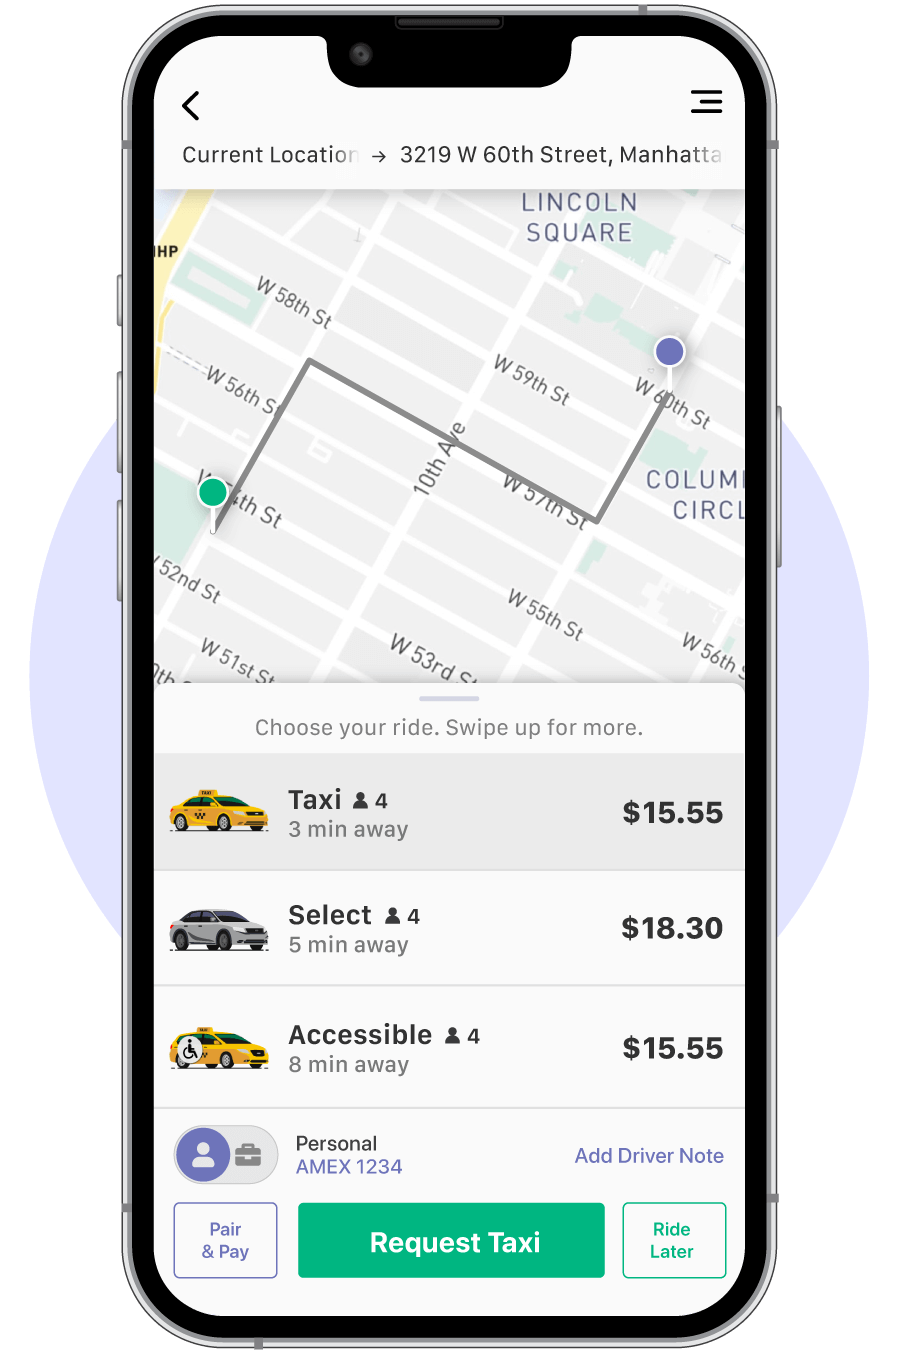 Current Location → 3219 W 60th Street, Manhatta
LINCOLN
SQUARE
HP
W 58th St
W 59th St
W 56th S
W 60th St
10th Ave
COLUM
CIRCL
W 54th St
W 57th St
W 52nd St
W 55th St
W 51st St
W 53rd St
W 56th S
0th
Choose your ride. Swipe up for more.
TAXI
Taxi 4
3 min away
$15.55
Select 4
5 min away
$18.30
TAXI
Accessible 4
8 min away
$15.55
Personal
AMEX 1234
Add Driver Note
Pair
& Pay
Request Taxi
Ride
Later